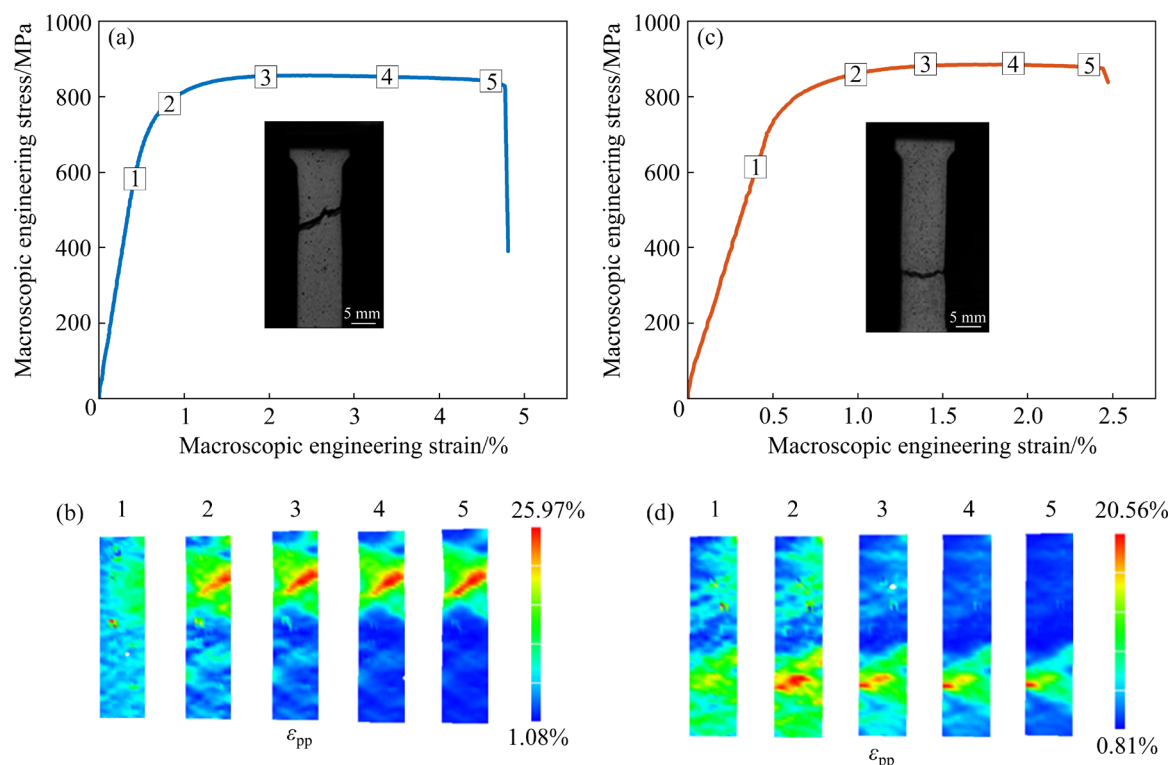 (a)
Macroscopic engineering stress/MPa
1000
800
600
400
200
0
1
2
3
4
5
5 mm
1
2
3
4
5
Macroscopic engineering strain/%
(c)
Macroscopic engineering stress/MPa
1000
800
600
400
200
0
1
2
3
4
5
5 mm
0.5
1.0
1.5
2.0
2.5
Macroscopic engineering strain/%
(b)
1 2 3 4 5
25.97%
1.08%
εpp
(d)
1 2 3 4 5
20.56%
0.81%
εpp